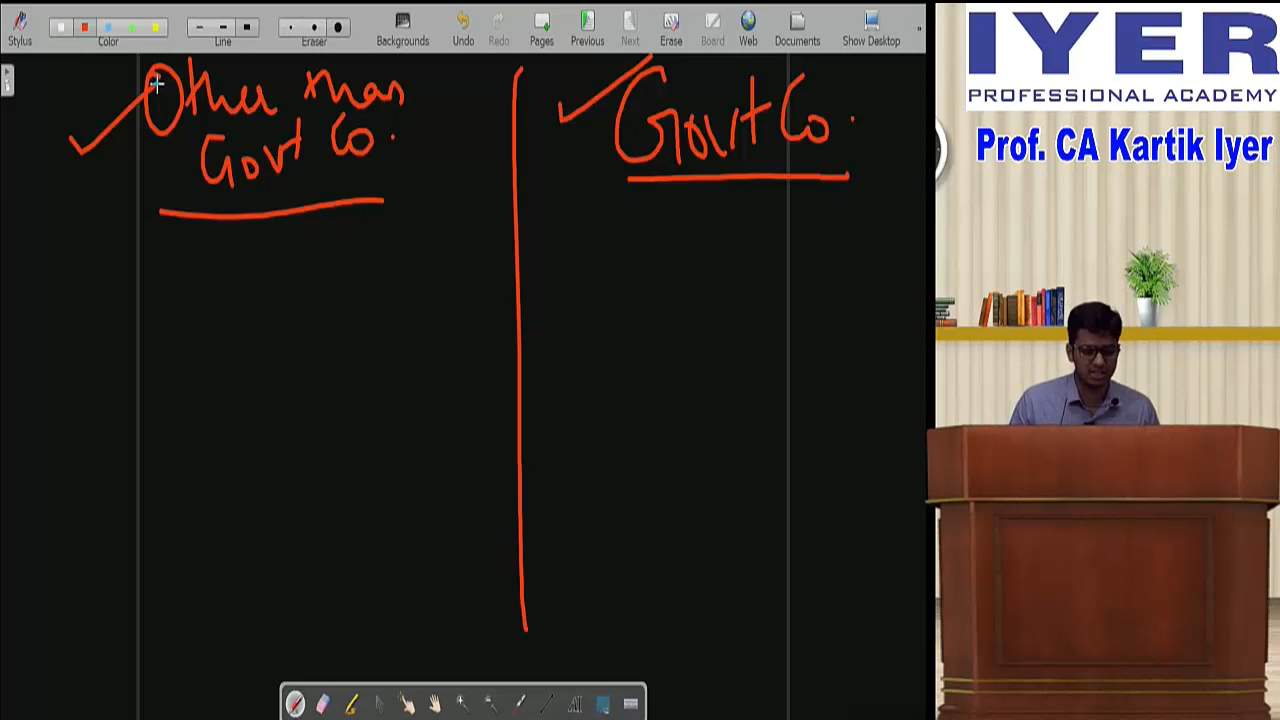 Stylus
Color
Line
Eraser
Backgrounds
Undo
Redo
Pages
Previous
Next
Erase
Board
Web
Documents
Show Desktop
Other than
Govt Co.
Govt Co.
IYER
PROFESSIONAL ACADEMY
Prof. CA Kartik Iyer